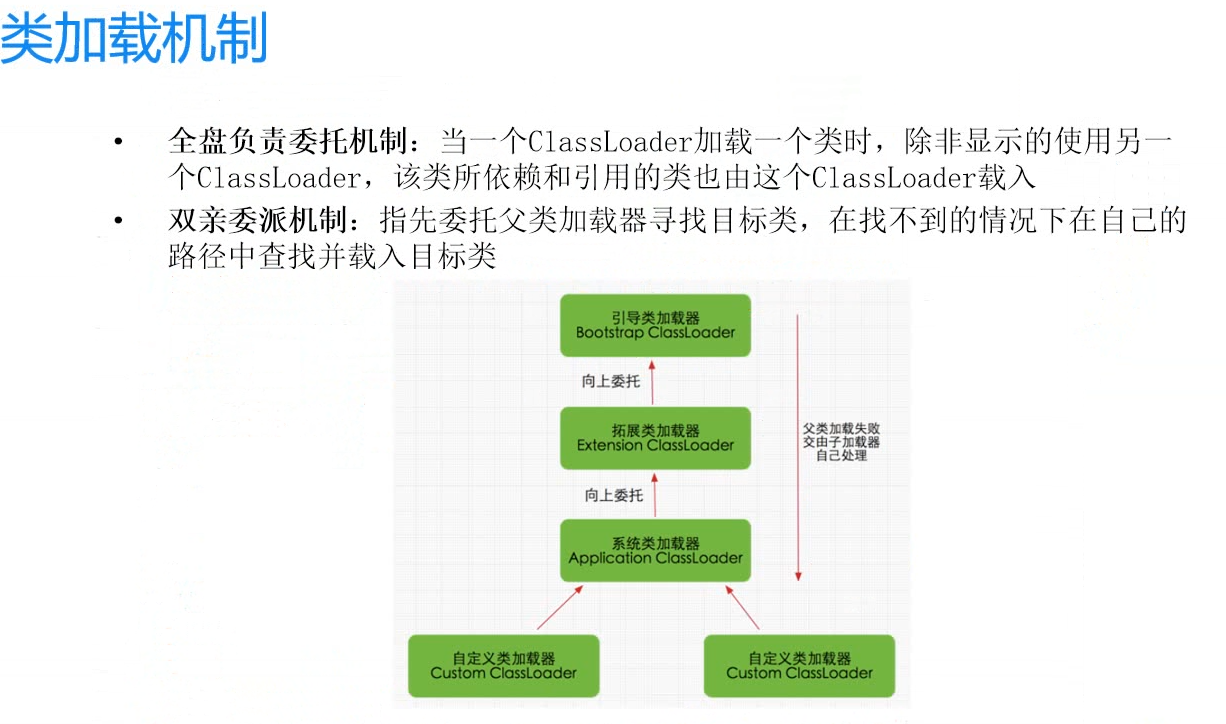 类加载机制
• 全盘负责委托机制：当一个ClassLoader加载一个类时，除非显示的使用另一
个ClassLoader，该类所依赖和引用的类也由这个ClassLoader载入
• 双亲委派机制：指先委托父类加载器寻找目标类，在找不到的情况下在自己的
路径中查找并载入目标类
引导类加载器
Bootstrap ClassLoader
向上委托
拓展类加载器
Extension ClassLoader
父类加载失败
交由子加载器
自己处理
向上委托
系统类加载器
Application ClassLoader
自定义类加载器
Custom ClassLoader
自定义类加载器
Custom ClassLoader